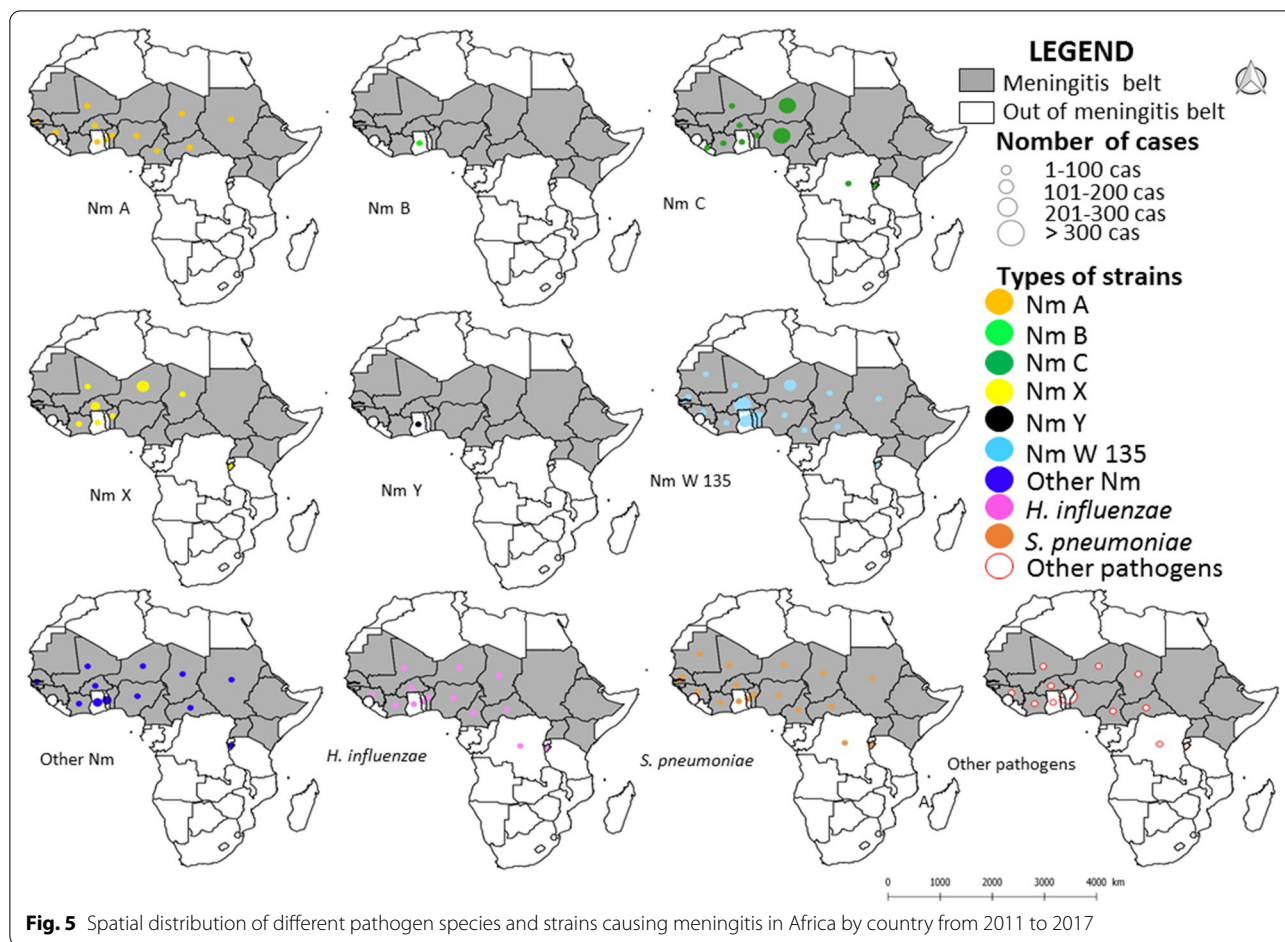 LEGEND
Meningitis belt
Out of meningitis belt
Nomber of cases
1-100 cas
101-200 cas
201-300 cas
> 300 cas
Types of strains
Nm A
Nm B
Nm C
Nm X
Nm Y
Nm W 135
Other Nm
H. influenzae
S. pneumoniae
Other pathogens
Nm A
Nm B
Nm C
Nm X
Nm Y
Nm W 135
Other Nm
H. influenzae
S. pneumoniae
A.
Other pathogens
0 1000 2000 3000 4000 km
Fig. 5 Spatial distribution of different pathogen species and strains causing meningitis in Africa by country from 2011 to 2017